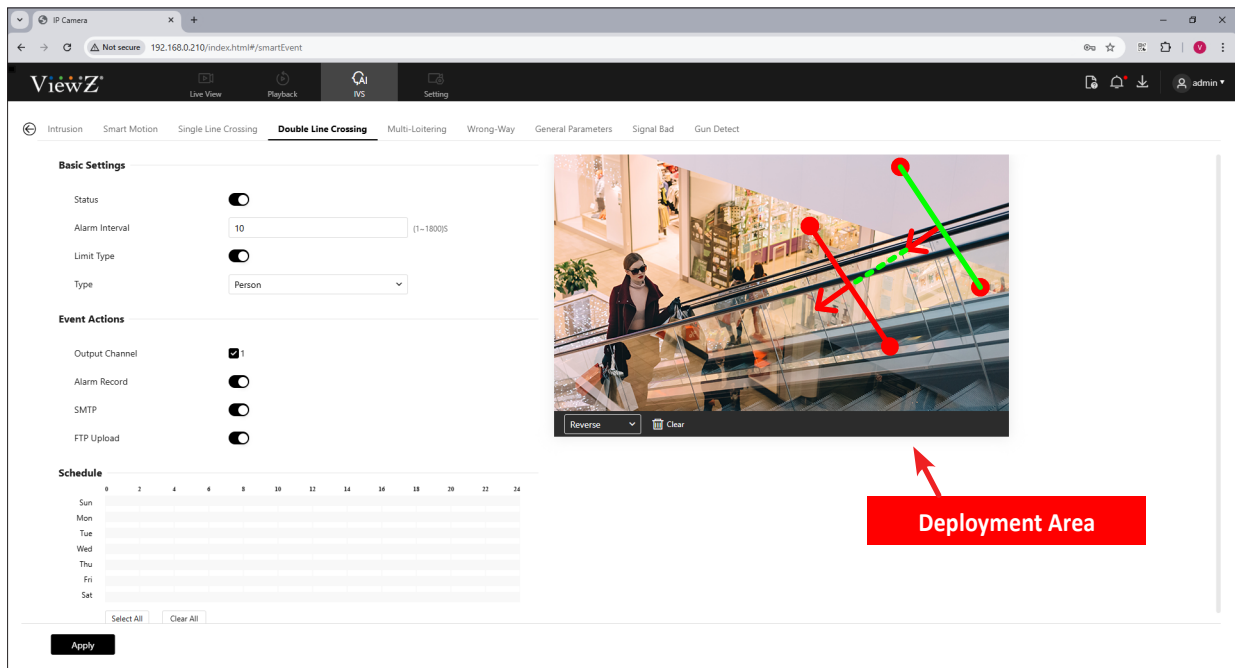 IP Camera
Not secure 192.168.0.210/index.html#/smartEvent
V
ViewZ
Live View Playback AI IVS Setting
admin
Intrusion Smart Motion Single Line Crossing Double Line Crossing Multi-Loitering Wrong-Way General Parameters Signal Bad Gun Detect
Basic Settings
Status
Alarm Interval 10 (1~1800)S
Limit Type
Type Person
Event Actions
Output Channel 1
Alarm Record
SMTP
FTP Upload
Reverse Clear
Deployment Area
Schedule
0 2 4 6 8 10 12 14 16 18 20 22 24
Sun
Mon
Tue
Wed
Thu
Fri
Sat
Select All Clear All
Apply